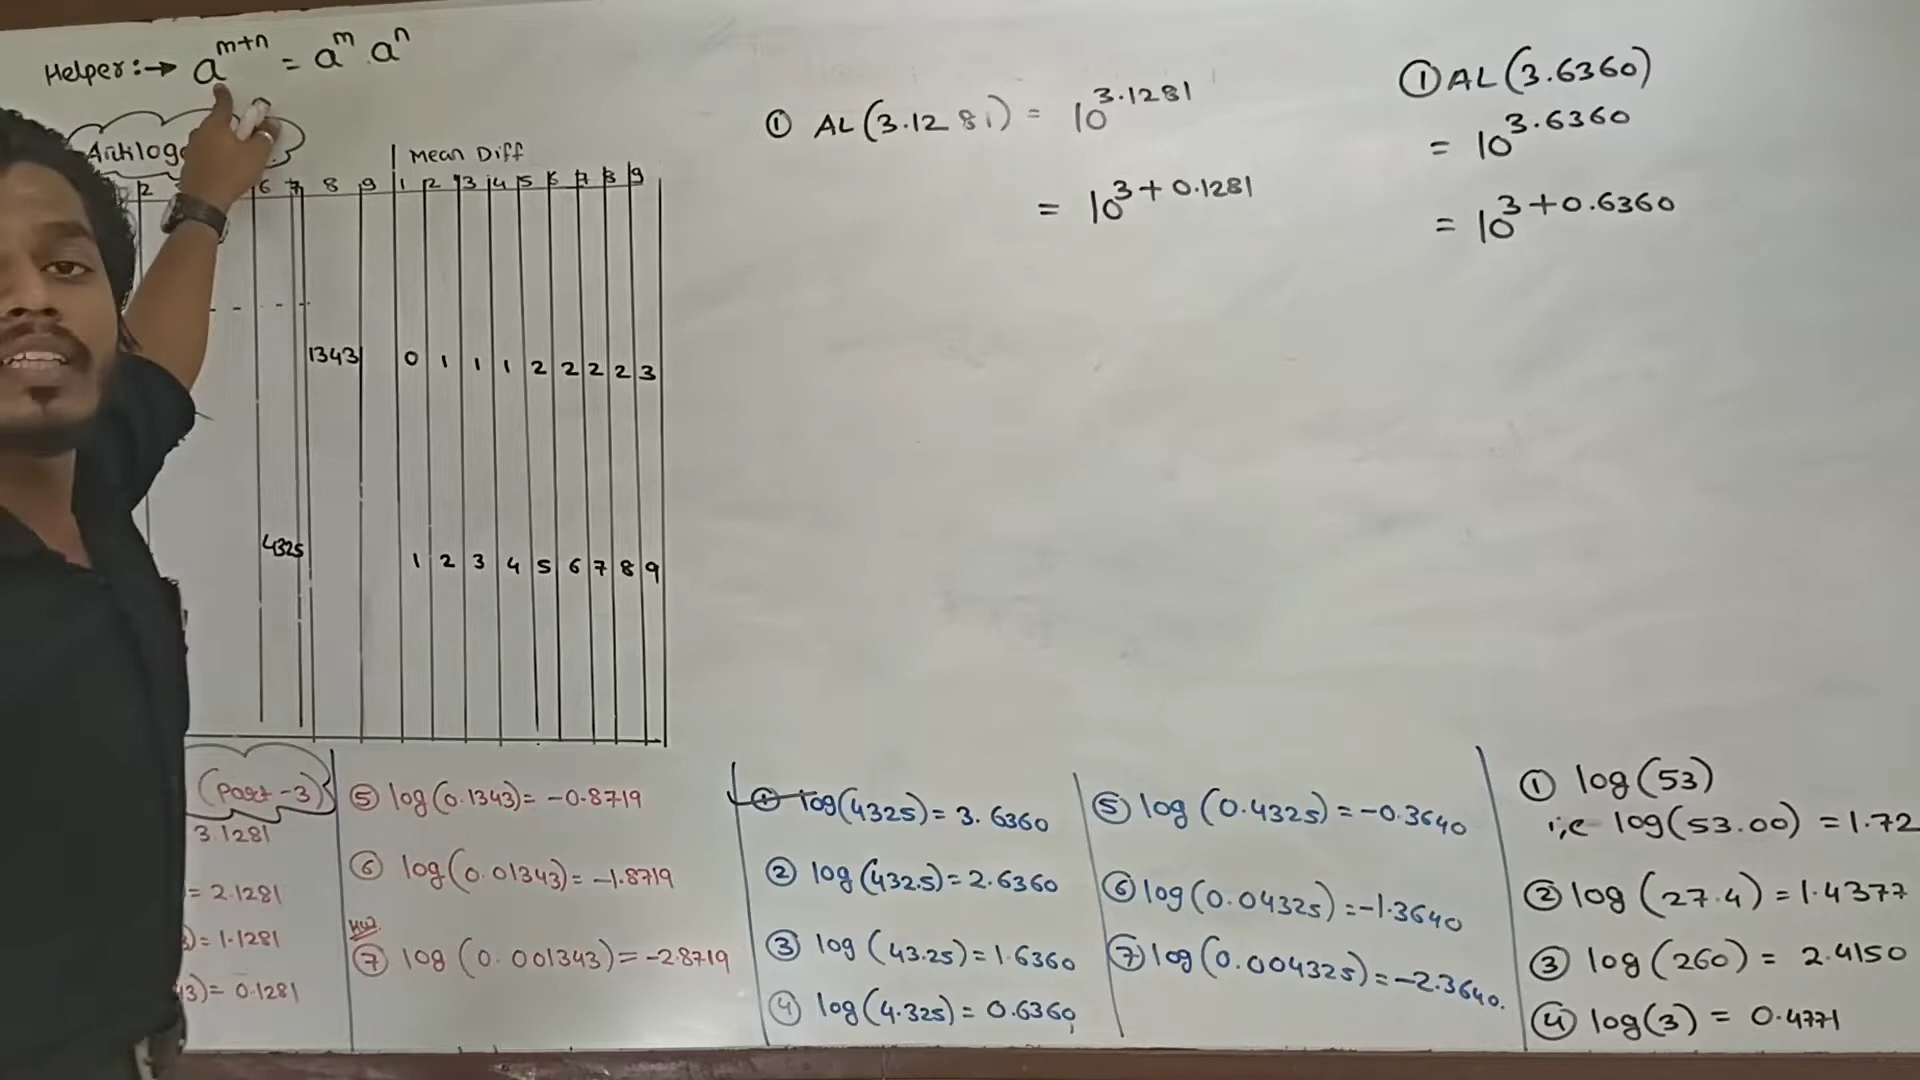 Helper:→ a^{m+n} = a^m . a^n
Antilog
Mean Diff
2 6 7 8 9 1 2 3 4 5 6 7 8 9
1343 0 1 1 1 2 2 2 2 3
4325 1 2 3 4 5 6 7 8 9
① AL(3.1281) = 10^{3.1281}
= 10^{3+0.1281}
① AL(3.6360)
= 10^{3.6360}
= 10^{3+0.6360}
(Part-3)
3.1281
= 2.1281
)= 1.1281
43)= 0.1281
⑤ log(0.1343)= -0.8719
⑥ log(0.01343)= -1.8719
HW
⑦ log(0.001343)= -2.8719
① log(4325)= 3.6360
② log(432.5)= 2.6360
③ log(43.25)= 1.6360
④ log(4.325)= 0.6360
⑤ log(0.4325)= -0.3640
⑥ log(0.04325)= -1.3640
⑦ log(0.004325)= -2.3640.
① log(53)
i,e log(53.00) = 1.72
② log(27.4) = 1.4377
③ log(260) = 2.4150
④ log(3) = 0.4771